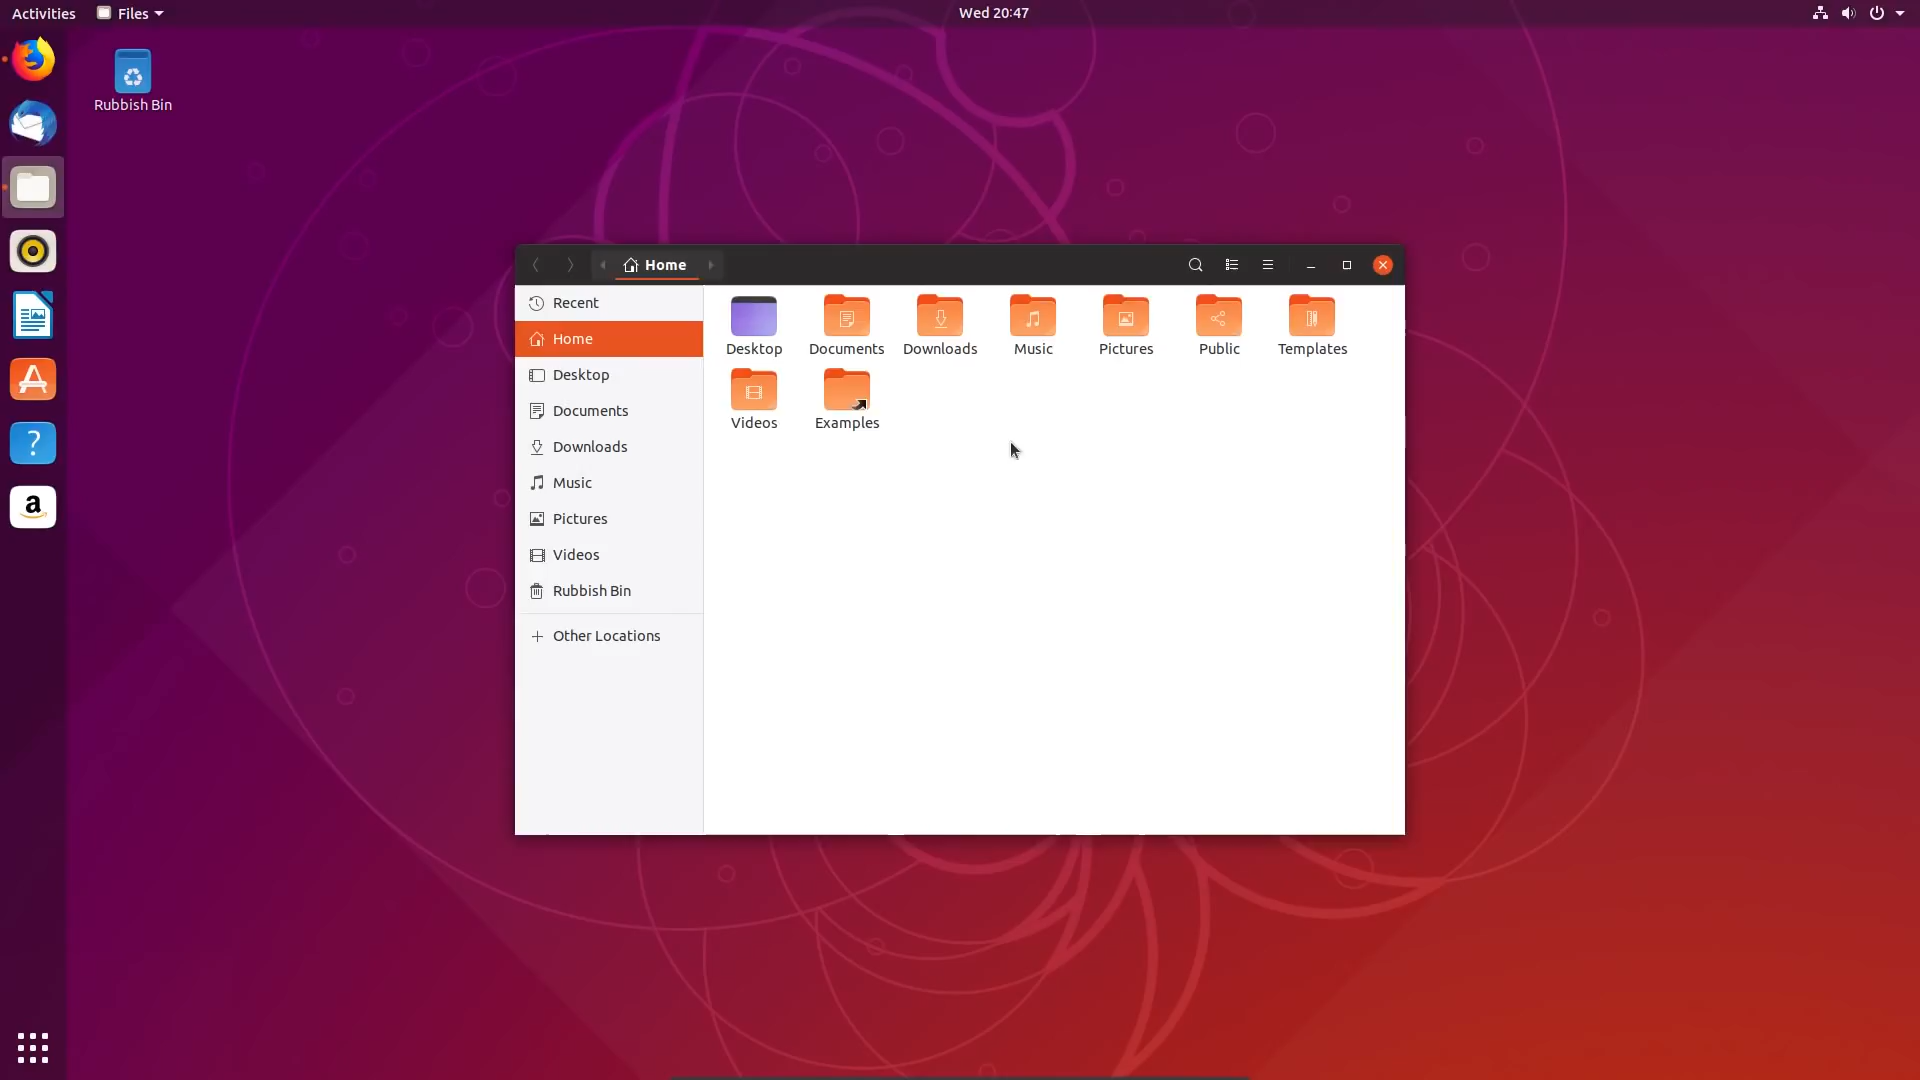 Activities Files Wed 20:47
Rubbish Bin
Home
Recent
Home
Desktop
Documents
Downloads
Music
Pictures
Videos
Rubbish Bin
Other Locations
Desktop Documents Downloads Music Pictures Public Templates
Videos Examples
?
a